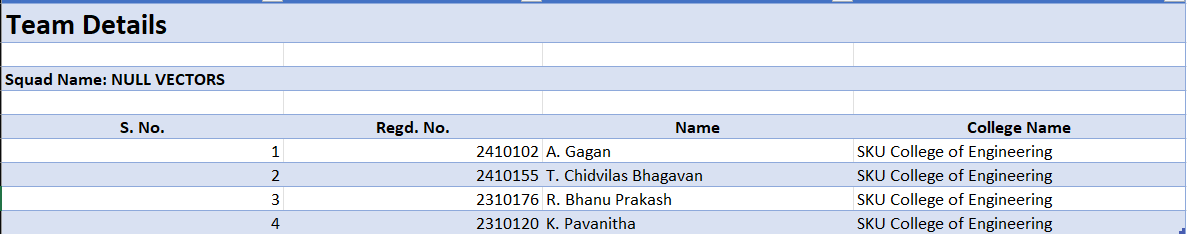 Team Details
Squad Name: NULL VECTORS
S. No. Regd. No. Name College Name
1 2410102 A. Gagan SKU College of Engineering
2 2410155 T. Chidvilas Bhagavan SKU College of Engineering
3 2310176 R. Bhanu Prakash SKU College of Engineering
4 2310120 K. Pavanitha SKU College of Engineering